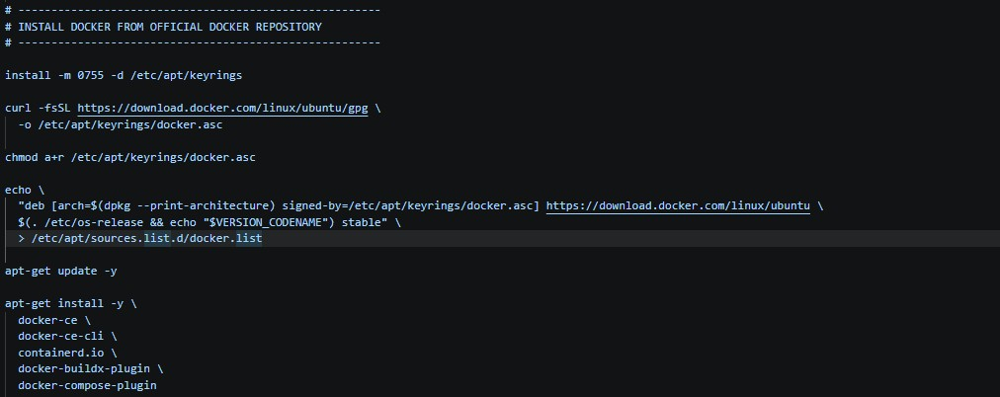 # -------------------------------------------------------
# INSTALL DOCKER FROM OFFICIAL DOCKER REPOSITORY
# -------------------------------------------------------
install -m 0755 -d /etc/apt/keyrings
curl -fsSL https://download.docker.com/linux/ubuntu/gpg \
  -o /etc/apt/keyrings/docker.asc
chmod a+r /etc/apt/keyrings/docker.asc
echo \
  "deb [arch=$(dpkg --print-architecture) signed-by=/etc/apt/keyrings/docker.asc] https://download.docker.com/linux/ubuntu \
  $(. /etc/os-release && echo "$VERSION_CODENAME") stable" \
  > /etc/apt/sources.list.d/docker.list
apt-get update -y
apt-get install -y \
  docker-ce \
  docker-ce-cli \
  containerd.io \
  docker-buildx-plugin \
  docker-compose-plugin